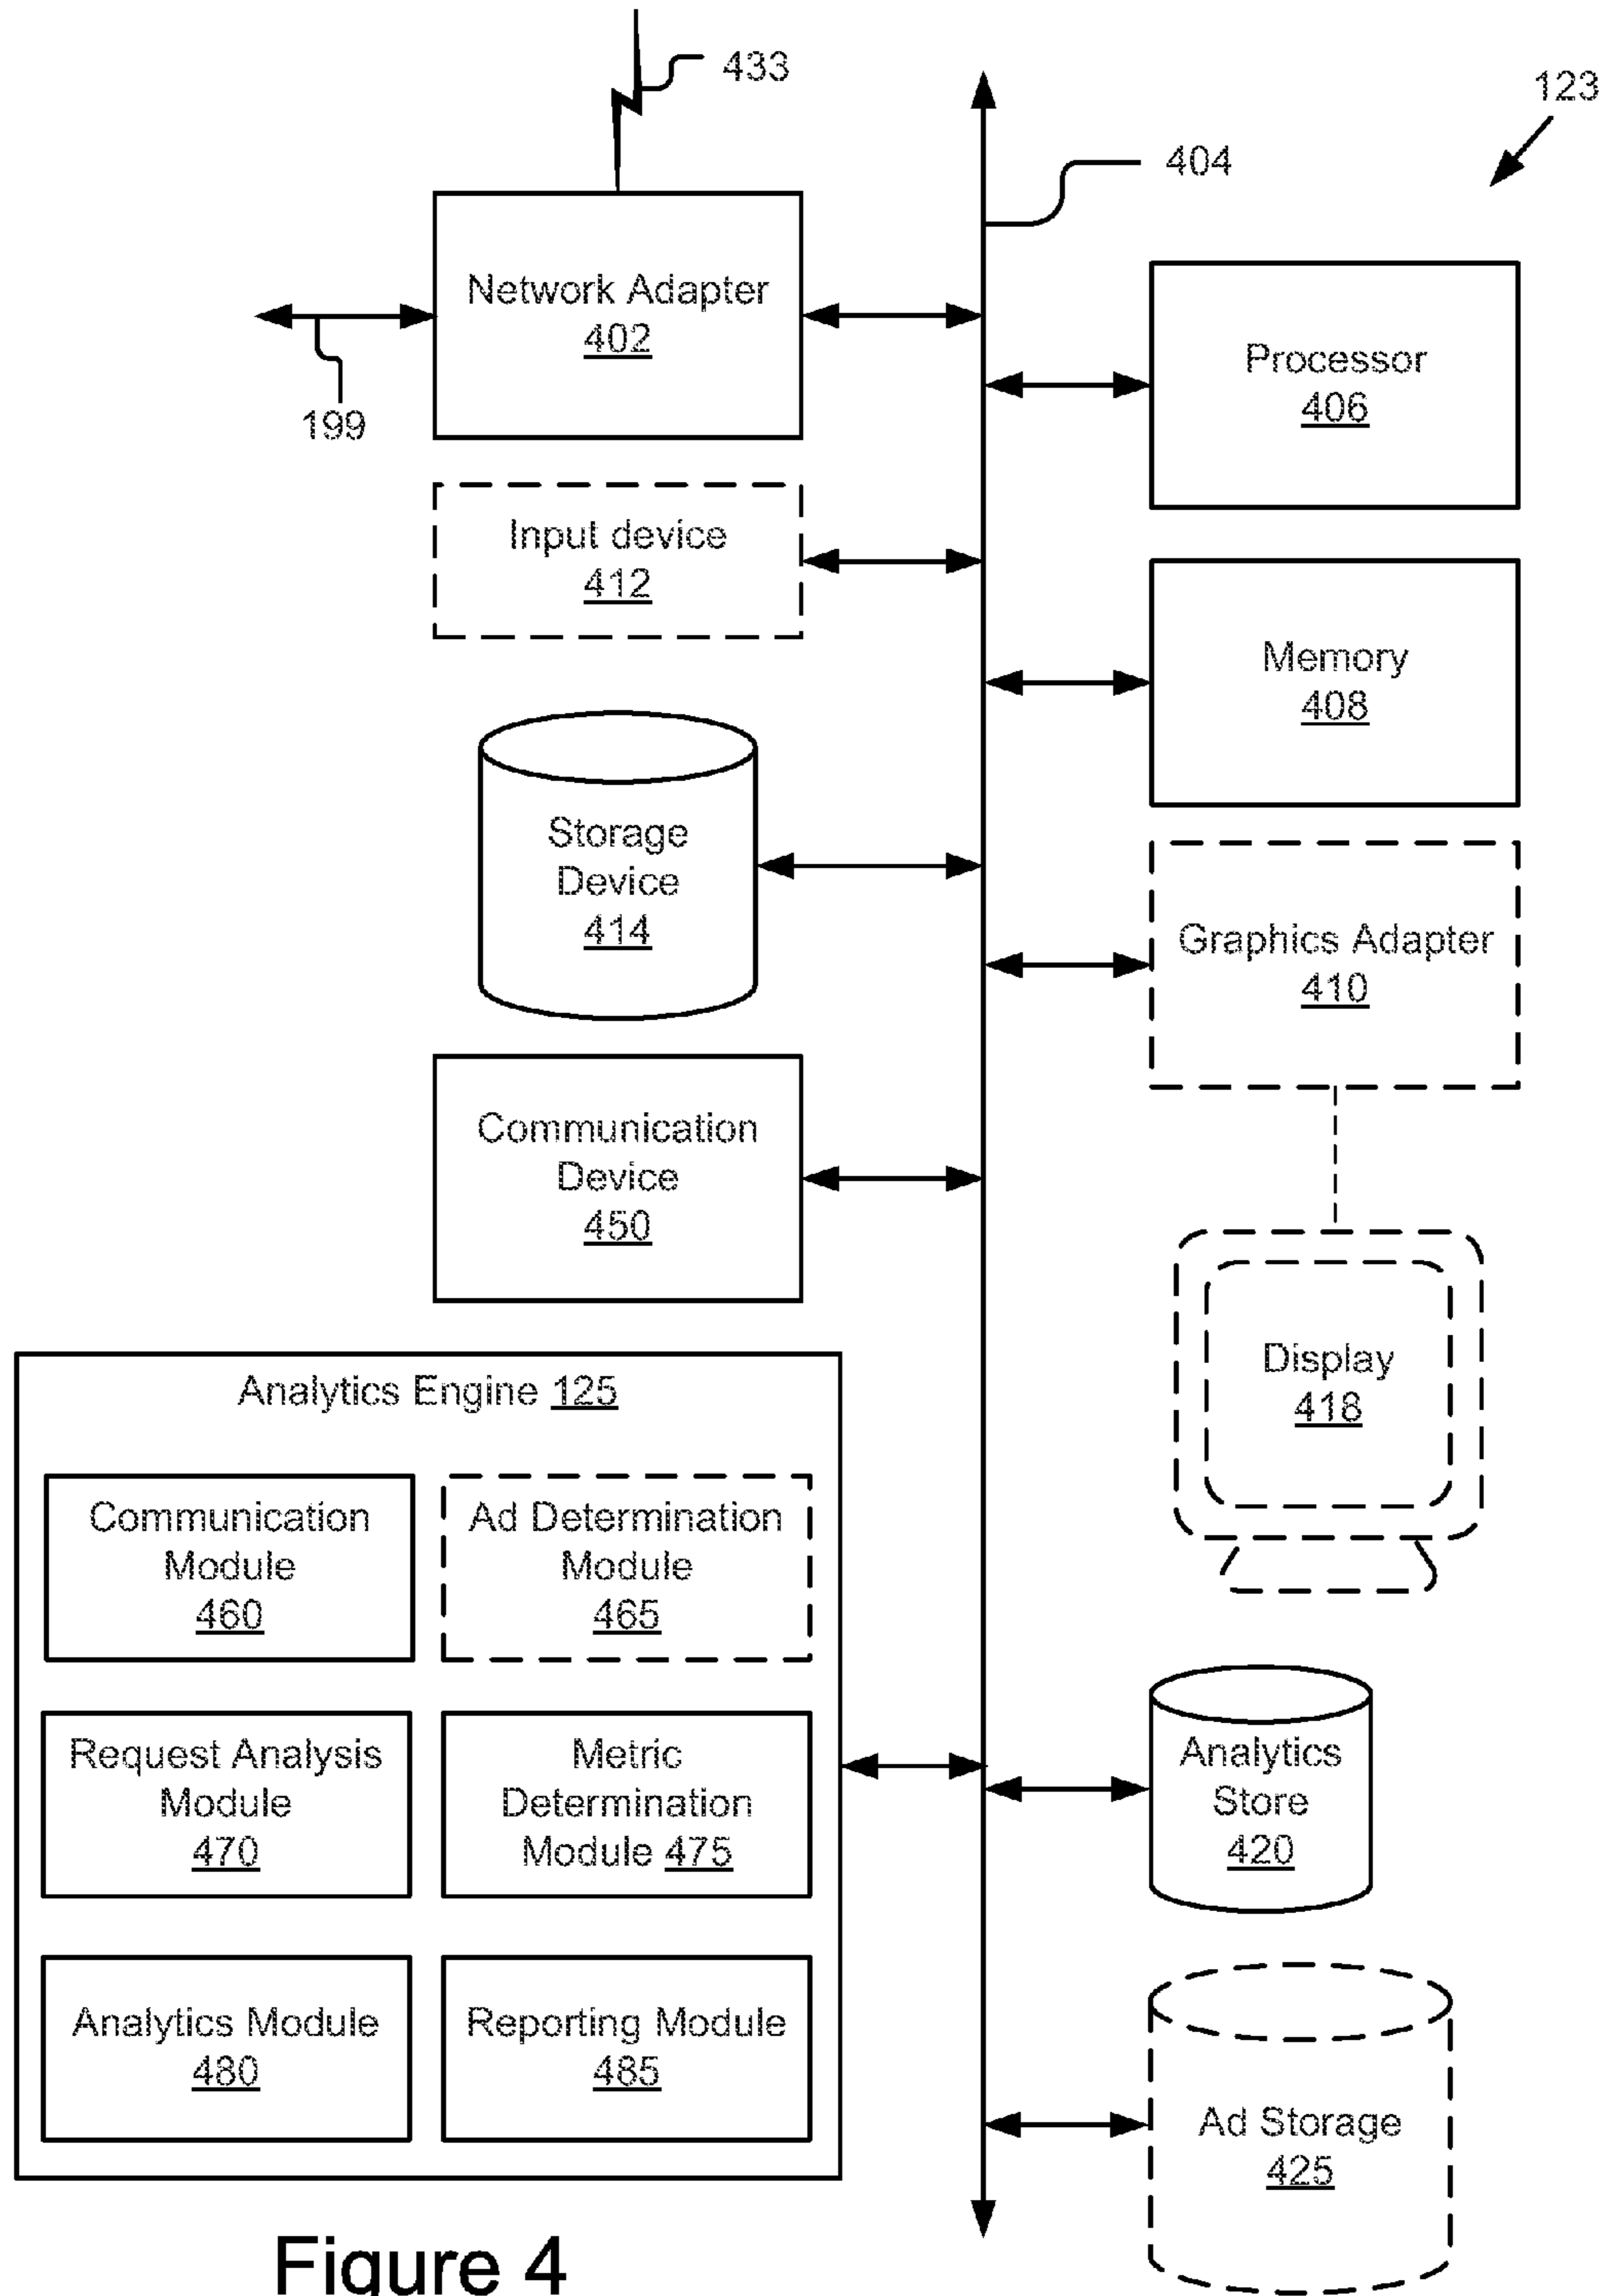 433
123
404
Network Adapter
402
199
Processor
406
Input device
412
Memory
408
Storage
Device
414
Graphics Adapter
410
Communication
Device
450
Display
418
Analytics Engine 125
Communication
Module
460
Ad Determination
Module
465
Request Analysis
Module
470
Metric
Determination
Module 475
Analytics
Store
420
Analytics Module
480
Reporting Module
485
Ad Storage
425
Figure 4